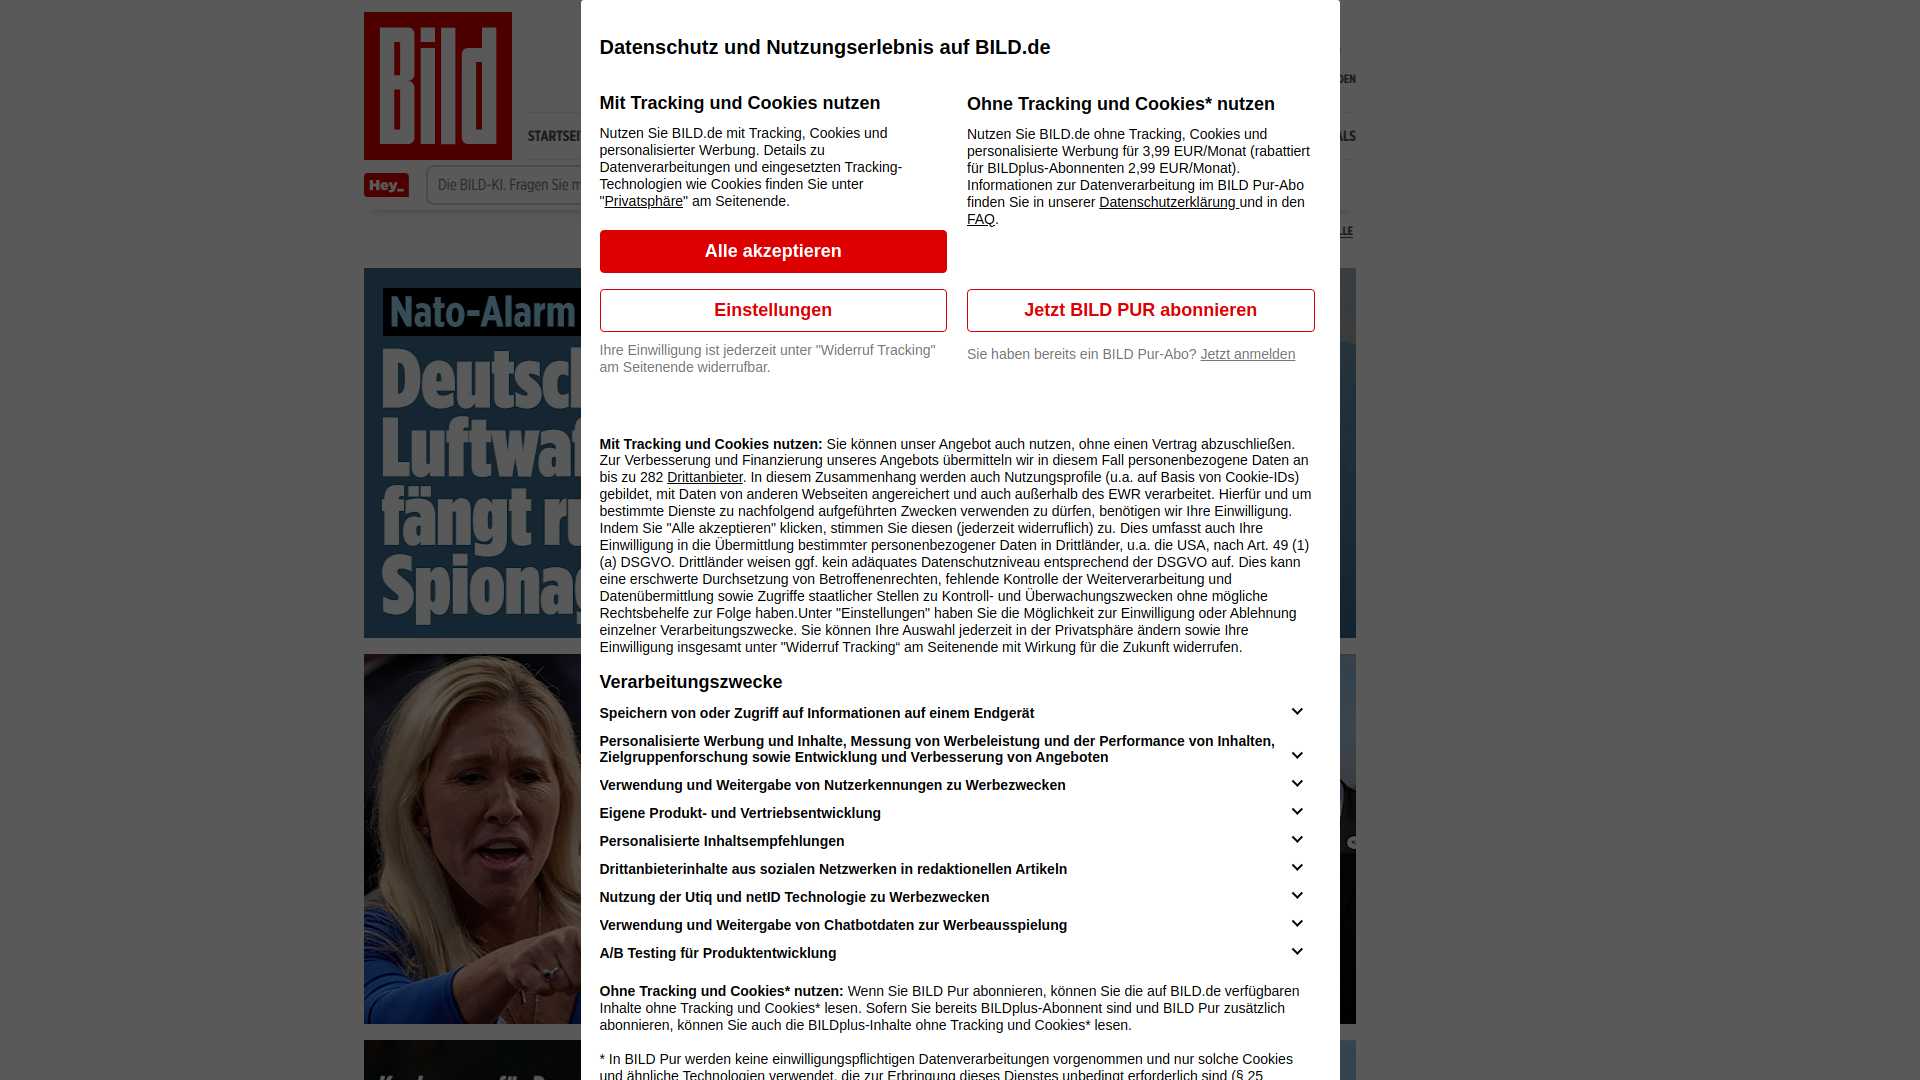 Bild
Datenschutz und Nutzungserlebnis auf BILD.de
Mit Tracking und Cookies nutzen
Nutzen Sie BILD.de mit Tracking, Cookies und
personalisierter Werbung. Details zu
Datenverarbeitungen und eingesetzten Tracking-
Technologien wie Cookies finden Sie unter
"Privatsphäre" am Seitenende.
Alle akzeptieren
Einstellungen
Ihre Einwilligung ist jederzeit unter "Widerruf Tracking"
am Seitenende widerrufbar.
Ohne Tracking und Cookies* nutzen
Nutzen Sie BILD.de ohne Tracking, Cookies und
personalisierte Werbung für 3,99 EUR/Monat (rabattiert
für BILDplus-Abonnenten 2,99 EUR/Monat).
Informationen zur Datenverarbeitung im BILD Pur-Abo
finden Sie in unserer Datenschutzerklärung und in den
FAQ.
Jetzt BILD PUR abonnieren
Sie haben bereits ein BILD Pur-Abo? Jetzt anmelden
Hey_
Die BILD-KI. Fragen Sie
Nato-Alarm
Mit Tracking und Cookies nutzen: Sie können unser Angebot auch nutzen, ohne einen Vertrag abzuschließen.
Zur Verbesserung und Finanzierung unseres Angebots übermitteln wir in diesem Fall personenbezogene Daten an
bis zu 282 Drittanbieter. In diesem Zusammenhang werden auch Nutzungsprofile (u.a. auf Basis von Cookie-IDs)
gebildet, mit Daten von anderen Webseiten angereichert und auch außerhalb des EWR verarbeitet. Hierfür und um
bestimmte Dienste zu nachfolgend aufgeführten Zwecken verwenden zu dürfen, benötigen wir Ihre Einwilligung.
Indem Sie "Alle akzeptieren" klicken, stimmen Sie diesen (jederzeit widerruflich) zu. Dies umfasst auch Ihre
Einwilligung in die Übermittlung bestimmter personenbezogener Daten in Drittländer, u.a. die USA, nach Art. 49 (1)
(a) DSGVO. Drittländer weisen ggf. kein adäquates Datenschutzniveau entsprechend der DSGVO auf. Dies kann
eine erschwerte Durchsetzung von Betroffenenrechten, fehlende Kontrolle der Weiterverarbeitung und
Datenübermittlung sowie Zugriffe staatlicher Stellen zu Kontroll- und Überwachungszwecken ohne mögliche
Rechtsbehelfe zur Folge haben.Unter "Einstellungen" haben Sie die Möglichkeit zur Einwilligung oder Ablehnung
einzelner Verarbeitungszwecke. Sie können Ihre Auswahl jederzeit in der Privatsphäre ändern sowie Ihre
Einwilligung insgesamt unter "Widerruf Tracking“ am Seitenende mit Wirkung für die Zukunft widerrufen.
Verarbeitungszwecke
Speichern von oder Zugriff auf Informationen auf einem Endgerät
Personalisierte Werbung und Inhalte, Messung von Werbeleistung und der Performance von Inhalten,
Zielgruppenforschung sowie Entwicklung und Verbesserung von Angeboten
Verwendung und Weitergabe von Nutzerkennungen zu Werbezwecken
Eigene Produkt- und Vertriebsentwicklung
Personalisierte Inhaltsempfehlungen
Drittanbieterinhalte aus sozialen Netzwerken in redaktionellen Artikeln
Nutzung der Utiq und netID Technologie zu Werbezwecken
Verwendung und Weitergabe von Chatbotdaten zur Werbeausspielung
A/B Testing für Produktentwicklung
Ohne Tracking und Cookies* nutzen: Wenn Sie BILD Pur abonnieren, können Sie die auf BILD.de verfügbaren
Inhalte ohne Tracking und Cookies* lesen. Sofern Sie bereits BILDplus-Abonnent sind und BILD Pur zusätzlich
abonnieren, können Sie auch die BILDplus-Inhalte ohne Tracking und Cookies* lesen.
* In BILD Pur werden keine einwilligungspflichtigen Datenverarbeitungen vorgenommen und nur solche Cookies
und ähnliche Technologien verwendet, die zur Erbringung dieses Dienstes unbedingt erforderlich sind (§ 25